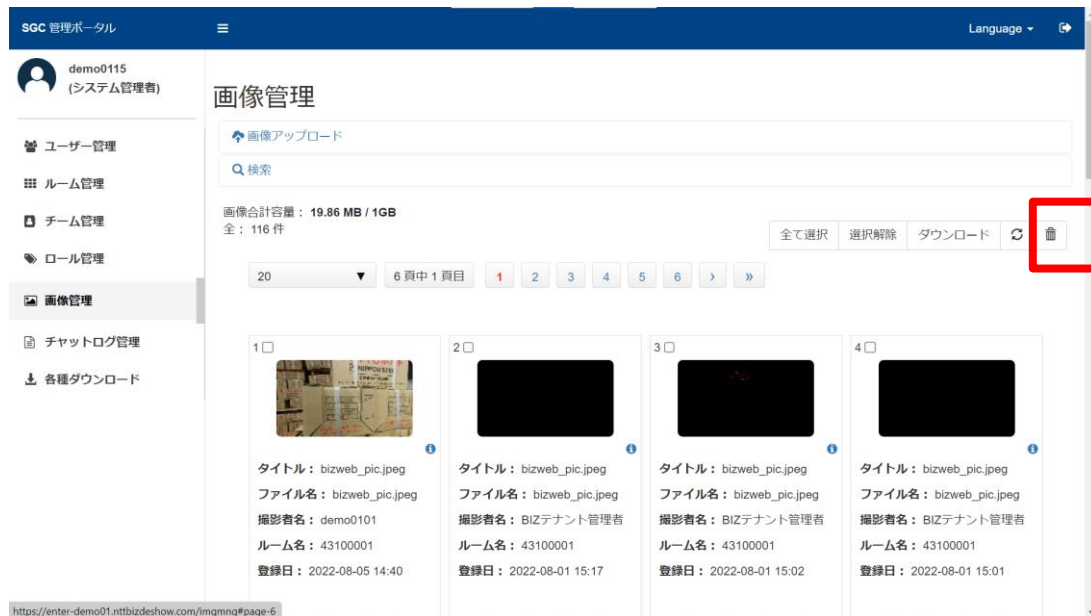 SGC 管理ポータル
Language
demo0115
(システム管理者)
ユーザー管理
ルーム管理
チーム管理
ロール管理
画像管理
チャットログ管理
各種ダウンロード
画像管理
画像アップロード
検索
画像合計容量： 19.86 MB / 1GB
全： 116 件
全て選択 選択解除 ダウンロード
20 ▼ 6 頁中 1 頁目 1 2 3 4 5 6 › »
1 2 3 4
タイトル： bizweb_pic.jpeg
ファイル名： bizweb_pic.jpeg
撮影者名： demo0101
ルーム名： 43100001
登録日： 2022-08-05 14:40
タイトル： bizweb_pic.jpeg
ファイル名： bizweb_pic.jpeg
撮影者名： BIZテナント管理者
ルーム名： 43100001
登録日： 2022-08-01 15:17
タイトル： bizweb_pic.jpeg
ファイル名： bizweb_pic.jpeg
撮影者名： BIZテナント管理者
ルーム名： 43100001
登録日： 2022-08-01 15:02
タイトル： bizweb_pic.jpeg
ファイル名： bizweb_pic.jpeg
撮影者名： BIZテナント管理者
ルーム名： 43100001
登録日： 2022-08-01 15:01
https://enter-demo01.nttbizdeshow.com/imgmng#page-6